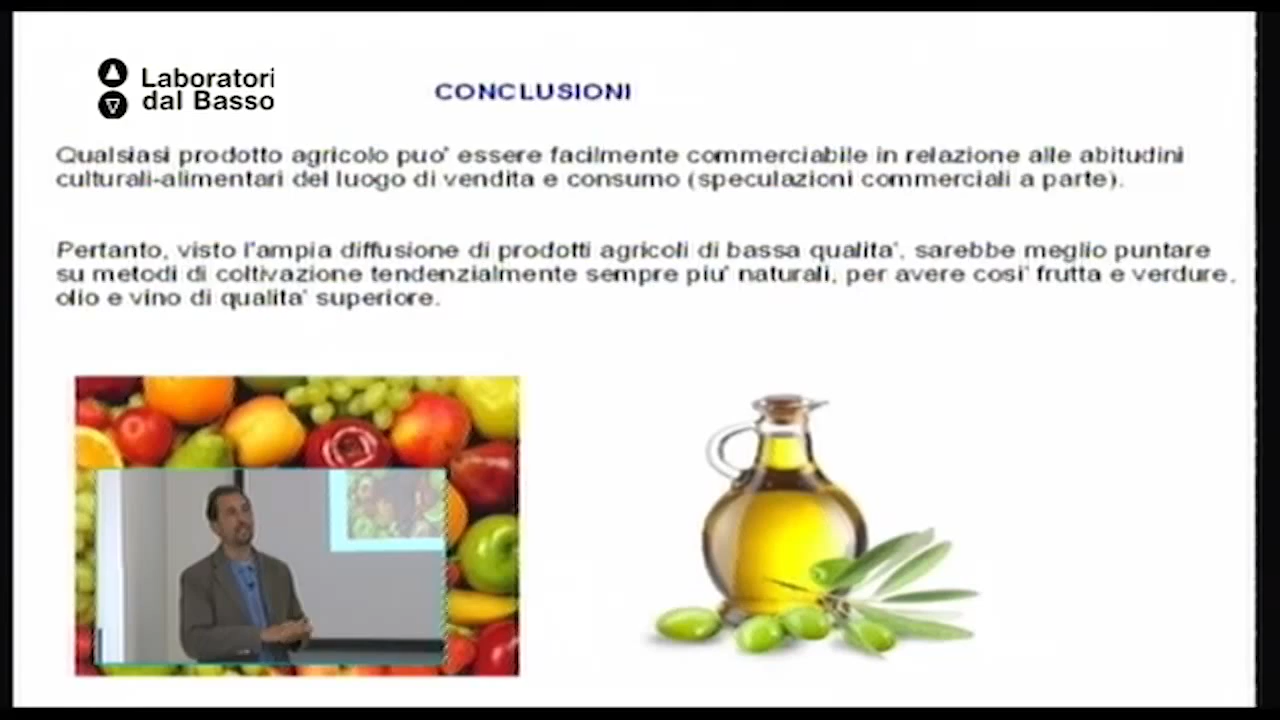 Laboratori
dal Basso
CONCLUSIONI
Qualsiasi prodotto agricolo puo' essere facilmente commerciabile in relazione alle abitudini
culturali-alimentari del luogo di vendita e consumo (speculazioni commerciali a parte).
Pertanto, visto l'ampia diffusione di prodotti agricoli di bassa qualita', sarebbe meglio puntare
su metodi di coltivazione tendenzialmente sempre piu' naturali, per avere cosi' frutta e verdure,
olio e vino di qualita' superiore.